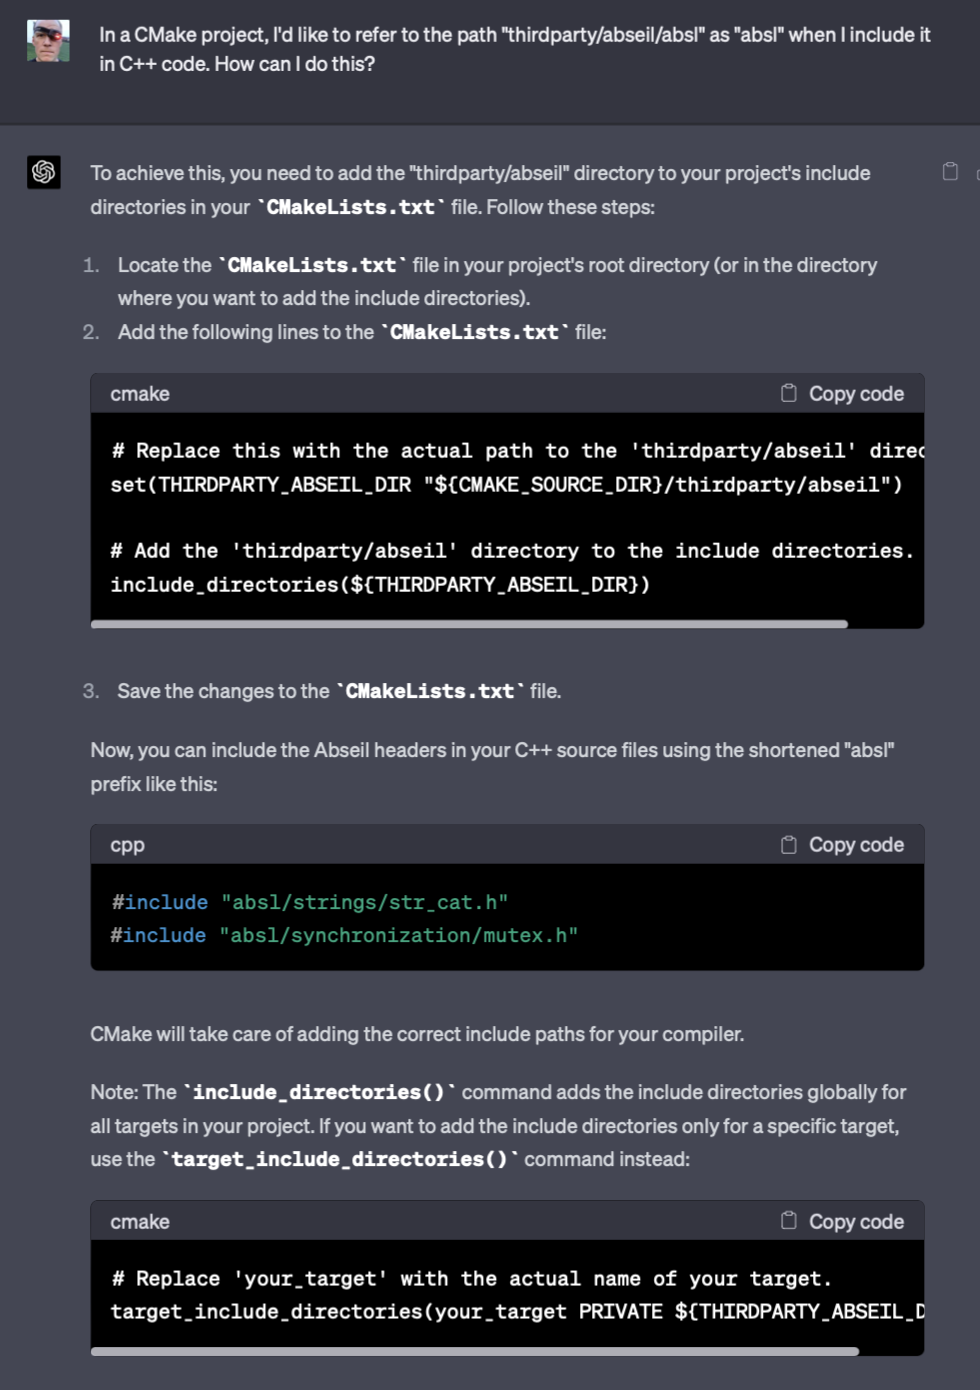 In a CMake project, I'd like to refer to the path "thirdparty/abseil/absl" as "absl" when I include it
in C++ code. How can I do this?
To achieve this, you need to add the "thirdparty/abseil" directory to your project's include
directories in your `CMakeLists.txt` file. Follow these steps:
1. Locate the `CMakeLists.txt` file in your project's root directory (or in the directory
where you want to add the include directories).
2. Add the following lines to the `CMakeLists.txt` file:
cmake Copy code
# Replace this with the actual path to the 'thirdparty/abseil' direc
set(THIRDPARTY_ABSEIL_DIR "${CMAKE_SOURCE_DIR}/thirdparty/abseil")
# Add the 'thirdparty/abseil' directory to the include directories.
include_directories(${THIRDPARTY_ABSEIL_DIR})
3. Save the changes to the `CMakeLists.txt` file.
Now, you can include the Abseil headers in your C++ source files using the shortened "absl"
prefix like this:
cpp Copy code
#include "absl/strings/str_cat.h"
#include "absl/synchronization/mutex.h"
CMake will take care of adding the correct include paths for your compiler.
Note: The `include_directories()` command adds the include directories globally for
all targets in your project. If you want to add the include directories only for a specific target,
use the `target_include_directories()` command instead:
cmake Copy code
# Replace 'your_target' with the actual name of your target.
target_include_directories(your_target PRIVATE ${THIRDPARTY_ABSEIL_D